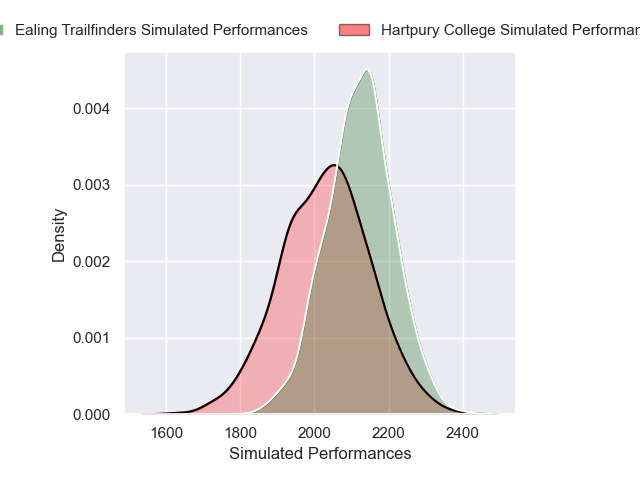 Ealing Trailfinders Simulated Performances
Hartpury College Simulated Performar
0.004
0.003
0.002
0.001
0.000
Density
1600 1800 2000 2200 2400
Simulated Performances